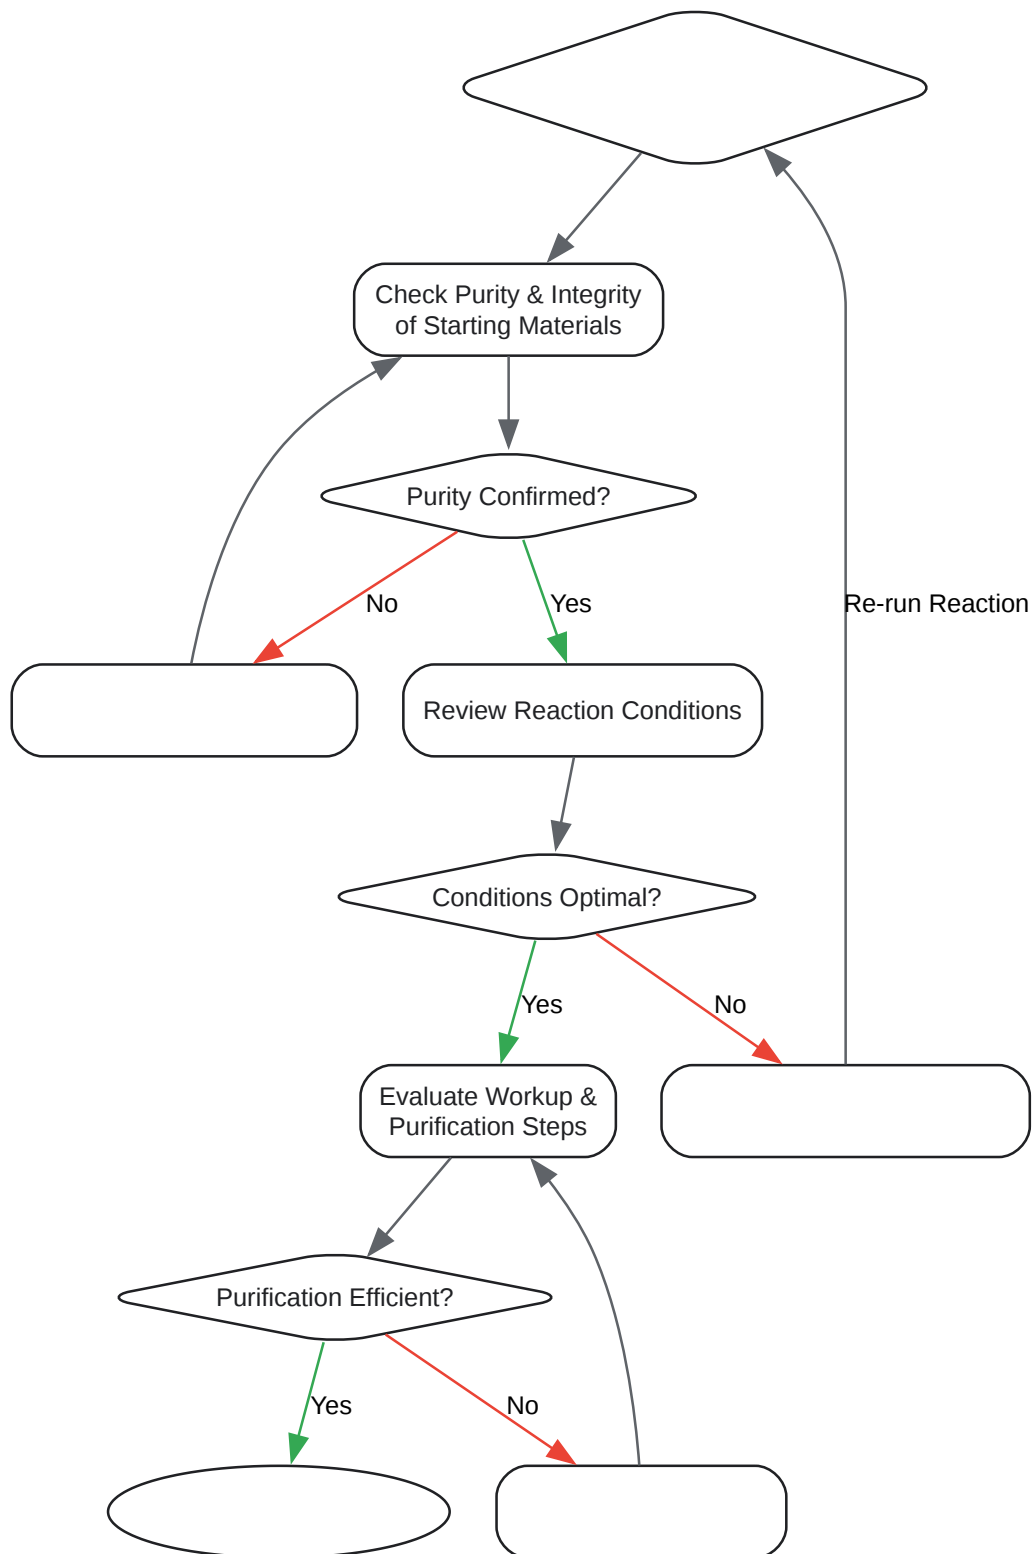 Check Purity & Integrity
of Starting Materials
Purity Confirmed?
No
Yes
Re-run Reaction
Review Reaction Conditions
Conditions Optimal?
Yes
No
Evaluate Workup &
Purification Steps
Purification Efficient?
Yes
No